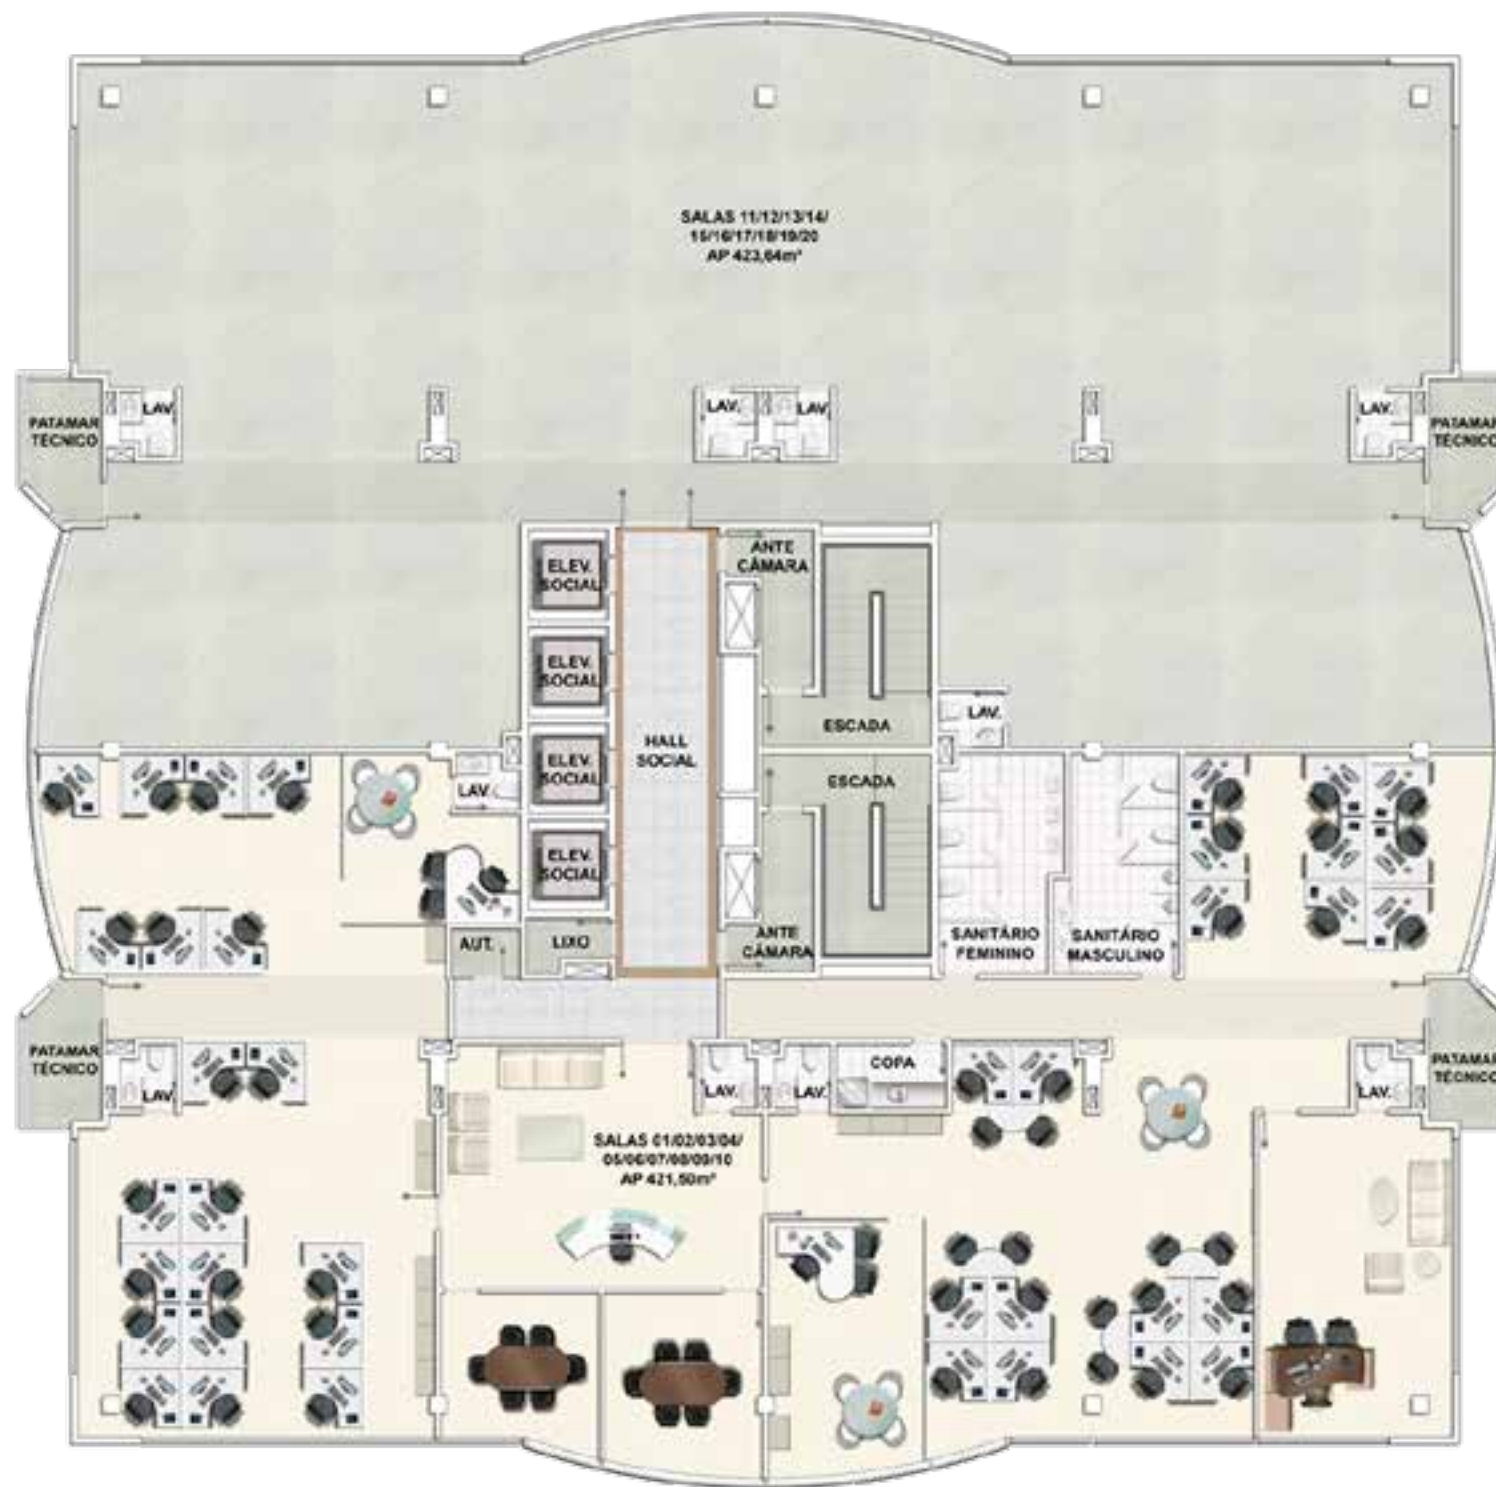 SALAS 11/12/13/14/
15/16/17/18/19/20
AP 423,64m²
LAV.
LAV.
LAV.
LAV.
PATAMAR
TÉCNICO
PATAMAR
TÉCNICO
ELEV.
SOCIAL
ELEV.
SOCIAL
ELEV.
SOCIAL
ELEV.
SOCIAL
HALL
SOCIAL
ANTE
CÂMARA
ESCADA
LAV.
ESCADA
LAV.
AUT.
LIXO
ANTE
CÂMARA
SANITÁRIO
FEMININO
SANITÁRIO
MASCULINO
PATAMAR
TÉCNICO
LAV.
LAV.
LAV.
COPA
LAV.
PATAMAR
TÉCNICO
SALAS 01/02/03/04/
05/06/07/08/09/10
AP 421,50m²